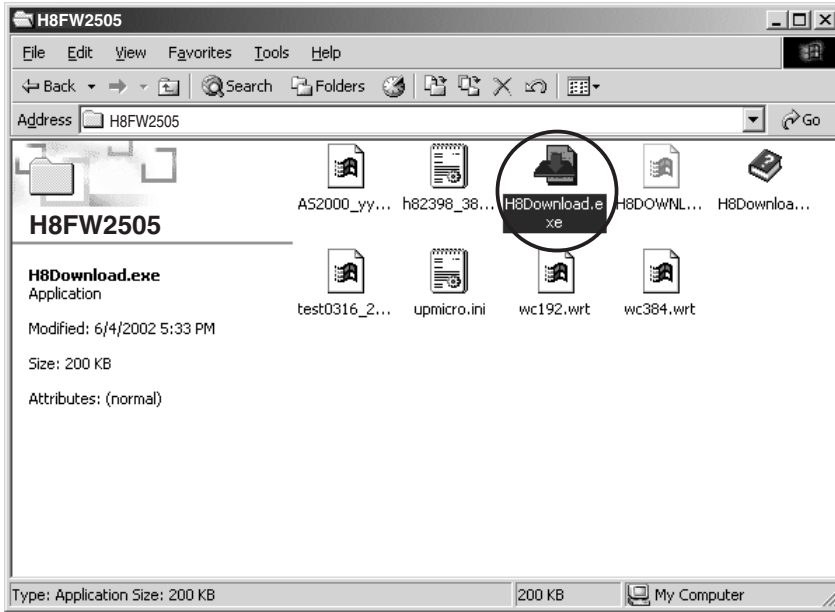 H8FW2505
File Edit View Favorites Tools Help
Back Search Folders
Address H8FW2505 Go
H8FW2505
H8Download.exe
Application
Modified: 6/4/2002 5:33 PM
Size: 200 KB
Attributes: (normal)
AS2000_yy... h82398_38... H8Download.e H8DOWNL... H8Downloa...
xe
test0316_2... upmicro.ini wc192.wrt wc384.wrt
Type: Application Size: 200 KB 200 KB My Computer